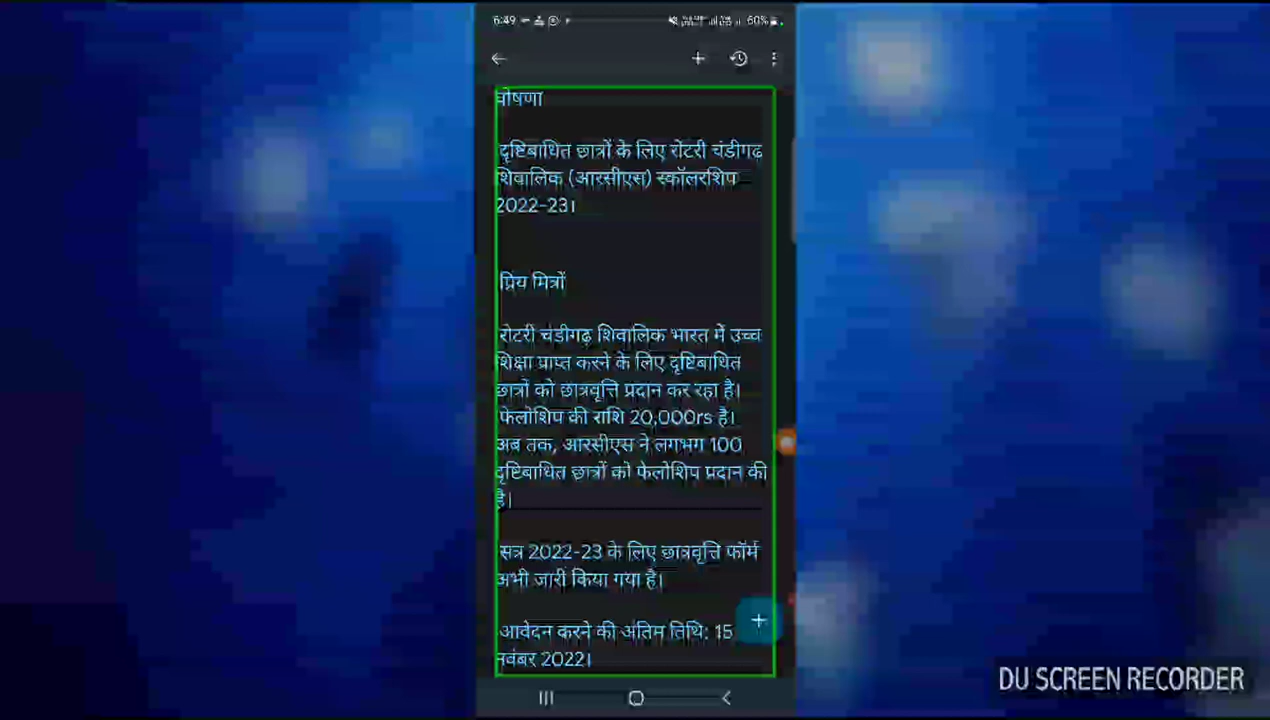 6:49
60%
घोषणा
दृष्टिबाधित छात्रों के लिए रोटरी चंडीगढ़
शिवालिक (आरसीएस) स्कॉलरशिप
2022-23।
प्रिय मित्रों
रोटरी चंडीगढ़ शिवालिक भारत में उच्च
शिक्षा प्राप्त करने के लिए दृष्टिबाधित
छात्रों को छात्रवृत्ति प्रदान कर रहा है।
फेलोशिप की राशि 20,000rs है।
अब तक, आरसीएस ने लगभग 100
दृष्टिबाधित छात्रों को फेलोशिप प्रदान की
है।
सत्र 2022-23 के लिए छात्रवृत्ति फॉर्म
अभी जारी किया गया है।
आवेदन करने की अंतिम तिथि: 15
नवंबर 2022।
DU SCREEN RECORDER